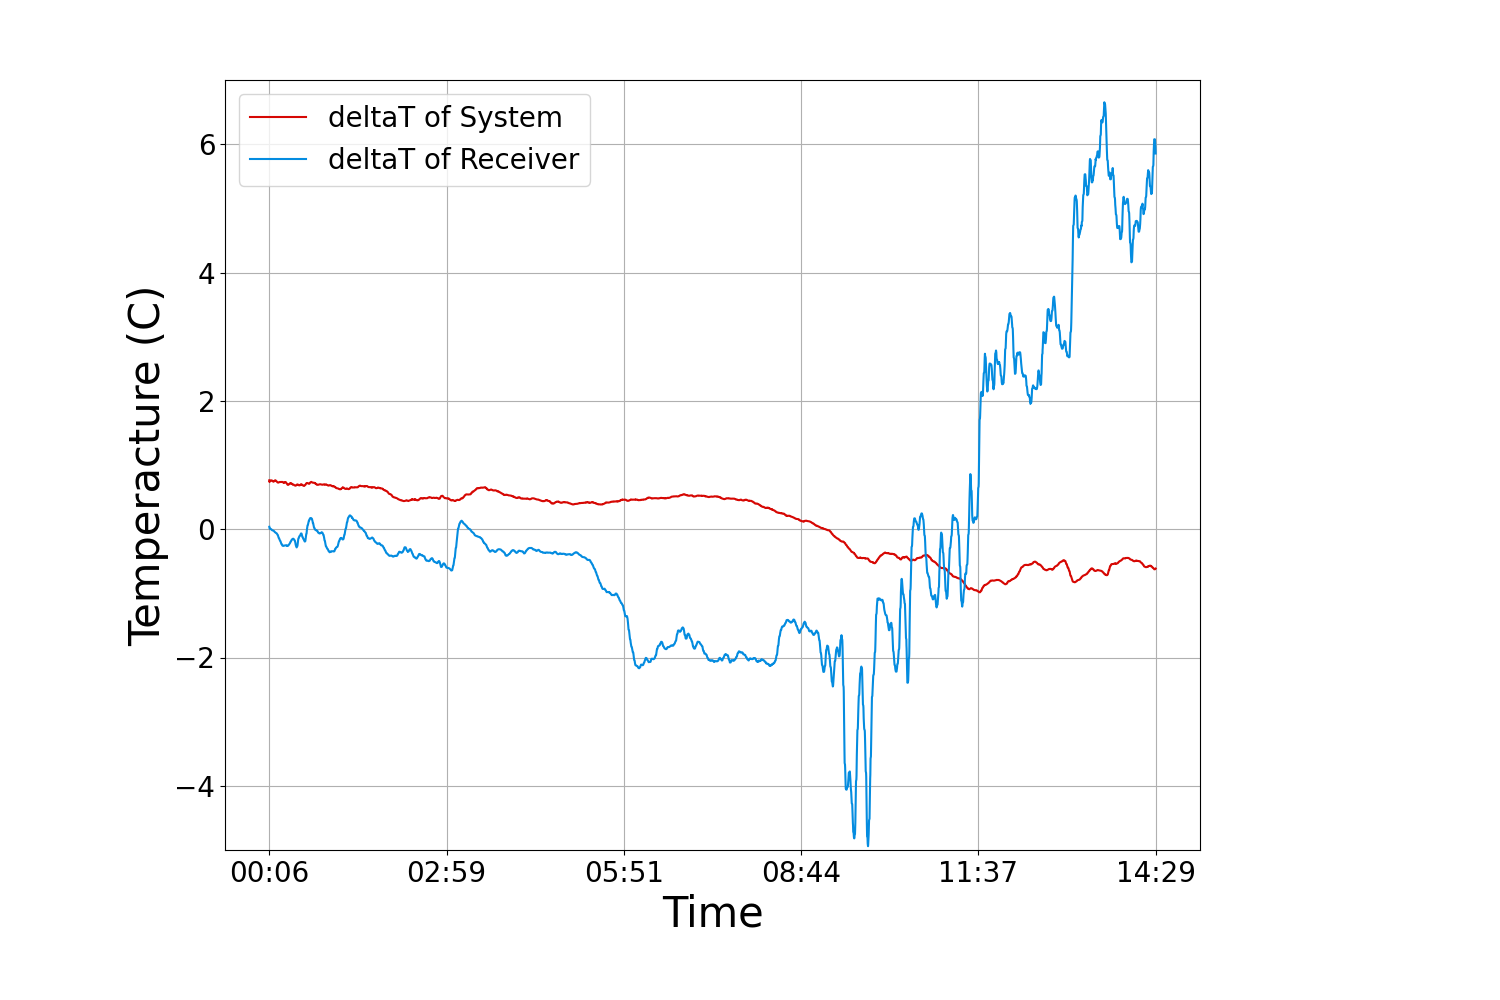 deltaT of System
deltaT of Receiver
6
4
2
0
−2
−4
Temperacture (C)
00:06 02:59 05:51 08:44 11:37 14:29
Time